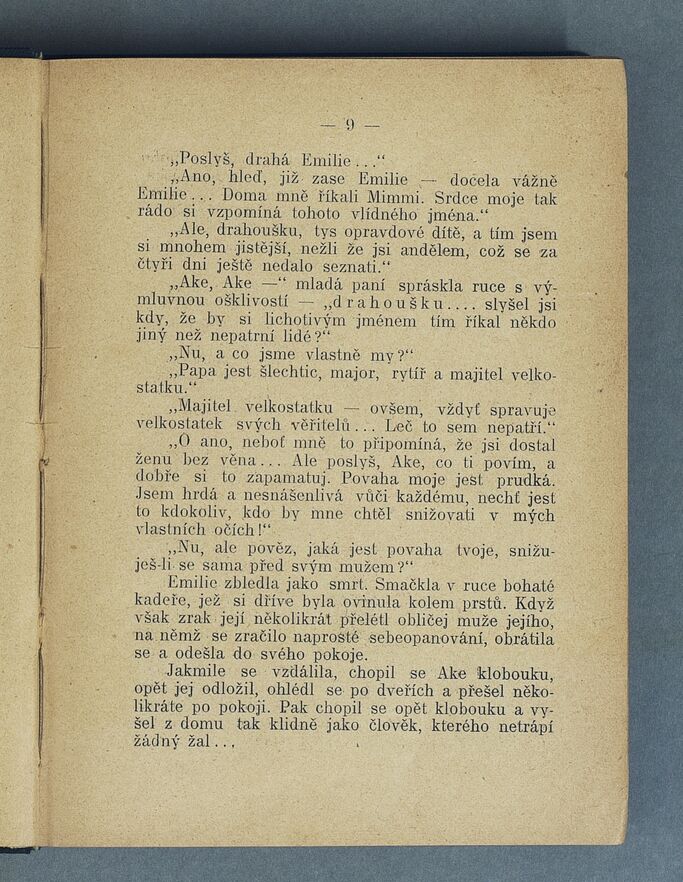 — 9 —
„Poslyš, drahá Emilie . . .“
„Ano, hleď, již zase Emilie — docela vážně
Emilie . . . Doma mně říkali Mimmi. Srdce moje tak
rádo si vzpomíná tohoto vlídného jména.“
„Ale, drahoušku, tys opravdové dítě, a tím jsem
si mnohem jistější, nežli že jsi andělem, což se za
čtyři dni ještě nedalo seznati.“
„Ake, Ake —“ mladá paní spráskla ruce s vý-
mluvnou ošklivostí — „drahoušku . . . . slyšel jsi
kdy, že by si lichotivým jménem tím říkal někdo
jiný než nepatrní lidé?“
„Nu, a co jsme vlastně my?“
„Papa jest šlechtic, major, rytíř a majitel velko-
statku.“
„Majitel velkostatku — ovšem, vždyť spravuje
velkostatek svých věřitelů . . . Leč to sem nepatří.“
„O ano, neboť mně to připomíná, že jsi dostal
ženu bez věna . . . Ale poslyš, Ake, co ti povím, a
dobře si to zapamatuj. Povaha moje jest prudká.
Jsem hrdá a nesnášenlivá vůči každému, nechť jest
to kdokoliv, kdo by mne chtěl snižovati v mých
vlastních očích!“
„Nu, ale pověz, jaká jest povaha tvoje, snižu-
ješ-li se sama před svým mužem?“
Emilie zbledla jako smrt. Smačkla v ruce bohaté
kadeře, jež si dříve byla ovinula kolem prstů. Když
však zrak její několikrát přelétl obličej muže jejího,
na němž se zračilo naprosté sebeopanování, obrátila
se a odešla do svého pokoje.
Jakmile se vzdálila, chopil se Ake klobouku,
opět jej odložil, ohlédl se po dveřích a přešel něko-
likráte po pokoji. Pak chopil se opět klobouku a vy-
šel z domu tak klidně jako člověk, kterého netrápí
žádný žal . . .